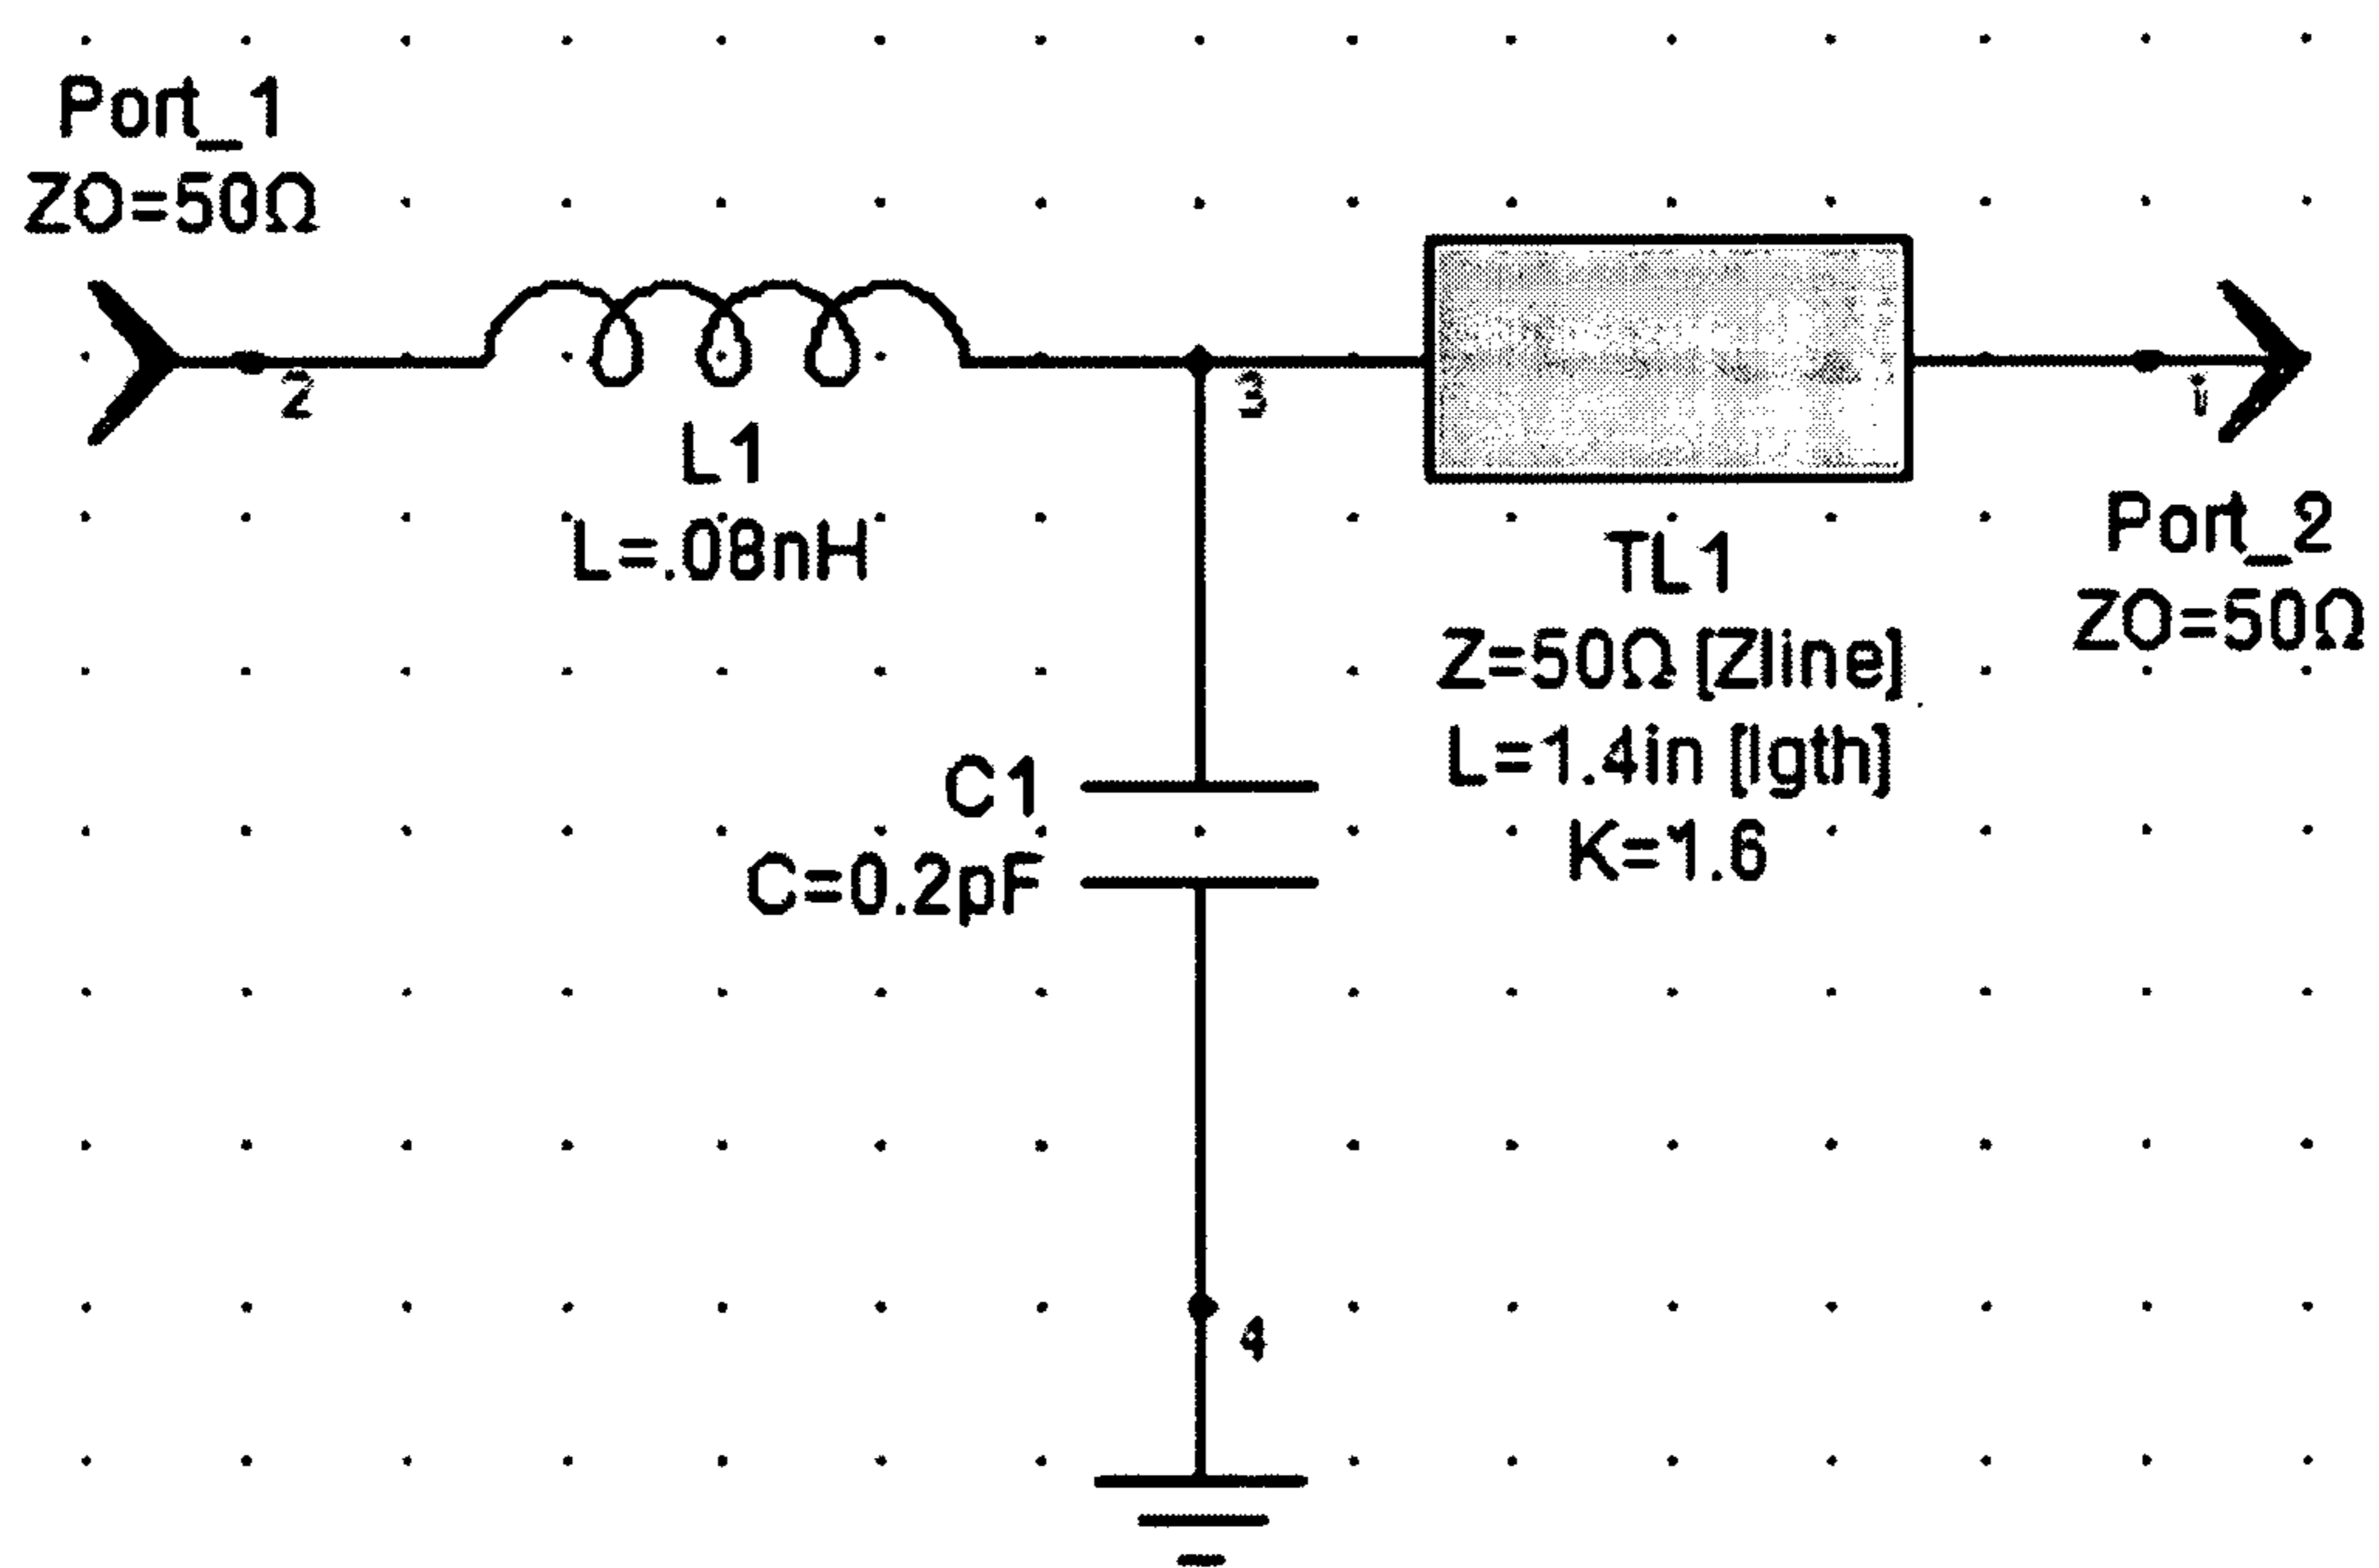 Port_1
ZO=50Ω
2
3
i
L1
L=.08nH
TL1
Z=50Ω [Zline]
L=1.4in [lgth]
K=1.6
Port_2
ZO=50Ω
C1
C=0.2pF
4